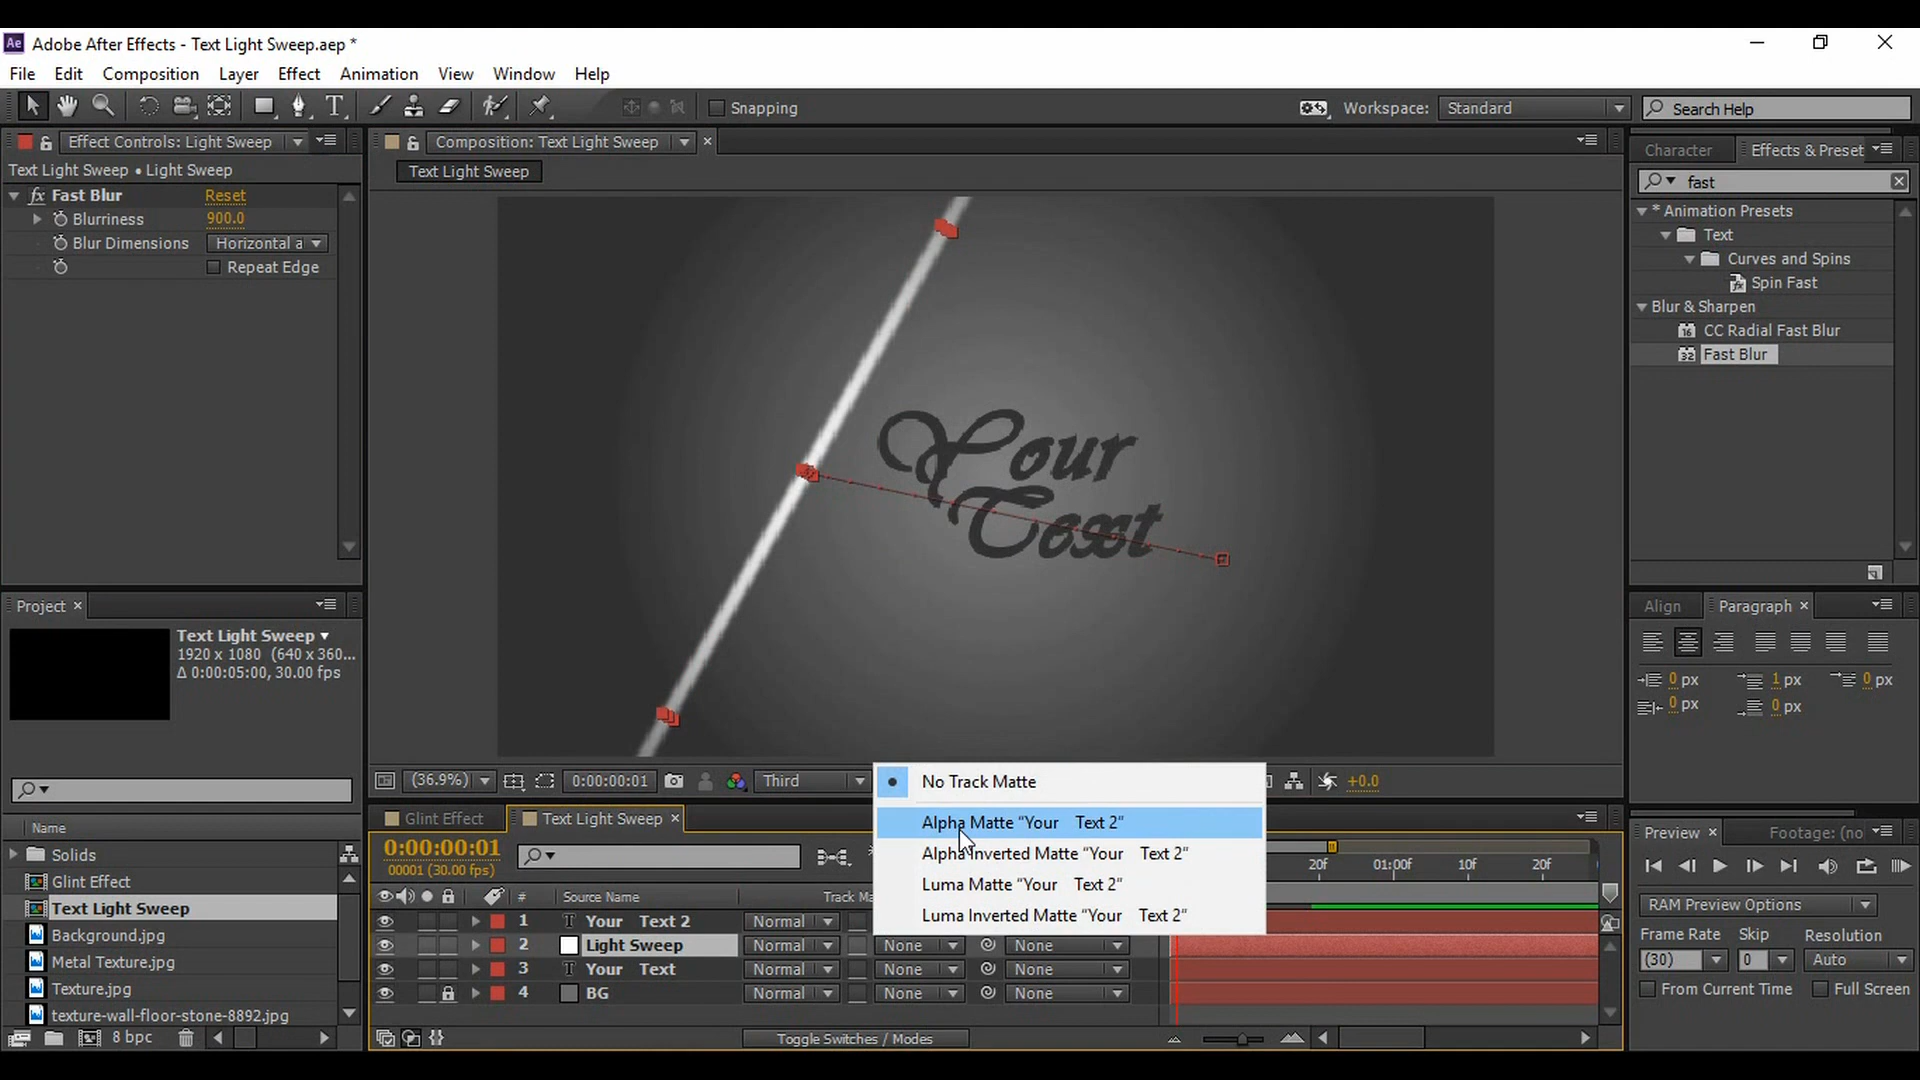 Ae Adobe After Effects - Text Light Sweep.aep *
File Edit Composition Layer Effect Animation View Window Help
Snapping Workspace: Standard Search Help
Effect Controls: Light Sweep
Text Light Sweep • Light Sweep
fx Fast Blur Reset
Blurriness 900.0
Blur Dimensions Horizontal a
Repeat Edge
Composition: Text Light Sweep
Text Light Sweep
Your
Text
(36.9%) 0:00:00:01 Third +0.0
Character Effects & Preset
fast
* Animation Presets
Text
Curves and Spins
Spin Fast
Blur & Sharpen
16 CC Radial Fast Blur
32 Fast Blur
Project
Text Light Sweep
1920 x 1080 (640 x 360...
Δ 0:00:05:00, 30.00 fps
Name
Solids
Glint Effect
Text Light Sweep
Background.jpg
Metal Texture.jpg
Texture.jpg
texture-wall-floor-stone-8892.jpg
8 bpc
Align Paragraph
0 px 1 px 0 px
0 px 0 px
Glint Effect Text Light Sweep
0:00:00:01
00001 (30.00 fps)
# Source Name Track Ma
1 T Your Text 2 Normal
2 Light Sweep Normal None None
3 T Your Text Normal None None
4 BG Normal None None
Toggle Switches / Modes
No Track Matte
Alpha Matte “Your Text 2”
Alpha Inverted Matte “Your Text 2”
Luma Matte “Your Text 2”
Luma Inverted Matte “Your Text 2”
20f 01:00f 10f 20f
Preview Footage: (no
RAM Preview Options
Frame Rate Skip Resolution
(30) 0 Auto
From Current Time Full Screen